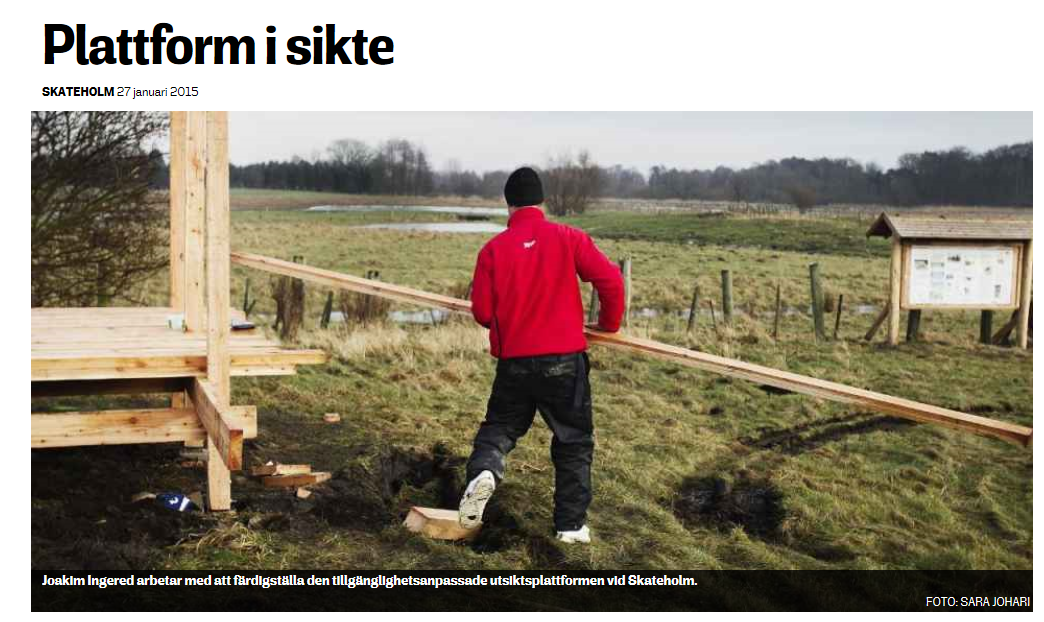 Plattform i sikte
SKATEHOLM 27 januari 2015
Joakim Ingered arbetar med att färdigställa den tillgänglighetsanpassade utsiktsplattformen vid Skateholm.
FOTO: SARA JOHARI